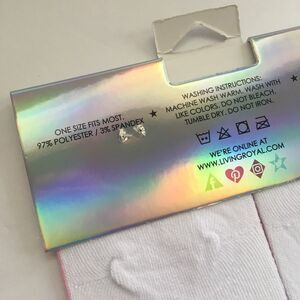 ONE SIZE FITS MOST.
97% POLYESTER / 3% SPANDEX
WASHING INSTRUCTIONS:
MACHINE WASH WARM. WASH WITH
LIKE COLORS. DO NOT BLEACH.
TUMBLE DRY. DO NOT IRON.
WE'RE ONLINE AT
WWW.LIVINGROYAL.COM